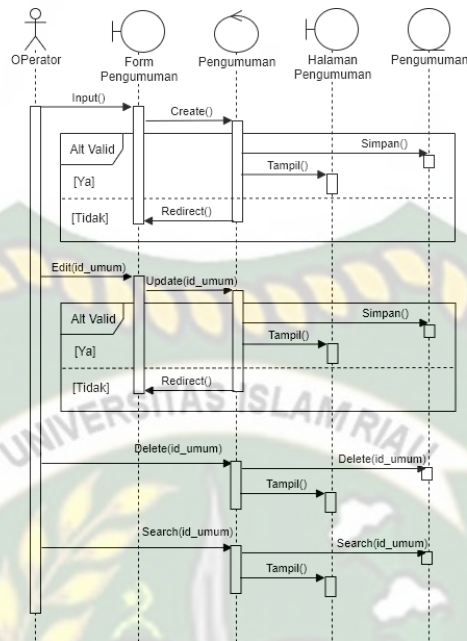 OPerator
Form
Pengumuman
Pengumuman
Halaman
Pengumuman
Pengumuman
Input()
Create()
Alt Valid
Simpan()
Tampil()
[Ya]
[Tidak]
Redirect()
Edit(id_umum)
Update(id_umum)
Alt Valid
Simpan()
Tampil()
[Ya]
[Tidak]
Redirect()
UNIVERSITAS ISLAM RIAU
Delete(id_umum)
Delete(id_umum)
Tampil()
Search(id_umum)
Search(id_umum)
Tampil()